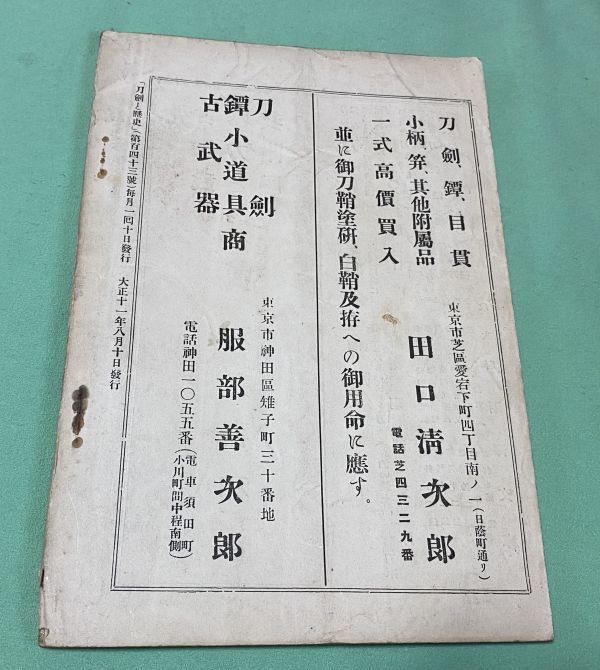 刀劍、鐔、目貫
小柄、笄、其他附屬品
一式高價買入
並に御刀鞘塗硏、白鞘及拵への御用命に應す。
東京市芝區愛宕下町四丁目南ノ一(日蔭町通リ)
田口淸次郎
電話芝四三二九番
刀劍
鐔小道具商
古武器
東京市神田區雉子町三十番地
服部善次郎
電話神田一〇五五番(電車須田町小川町間中程南側)
「刀劍と歷史」(第百四十三號)每月一回十日發行 大正十一年八月十日發行